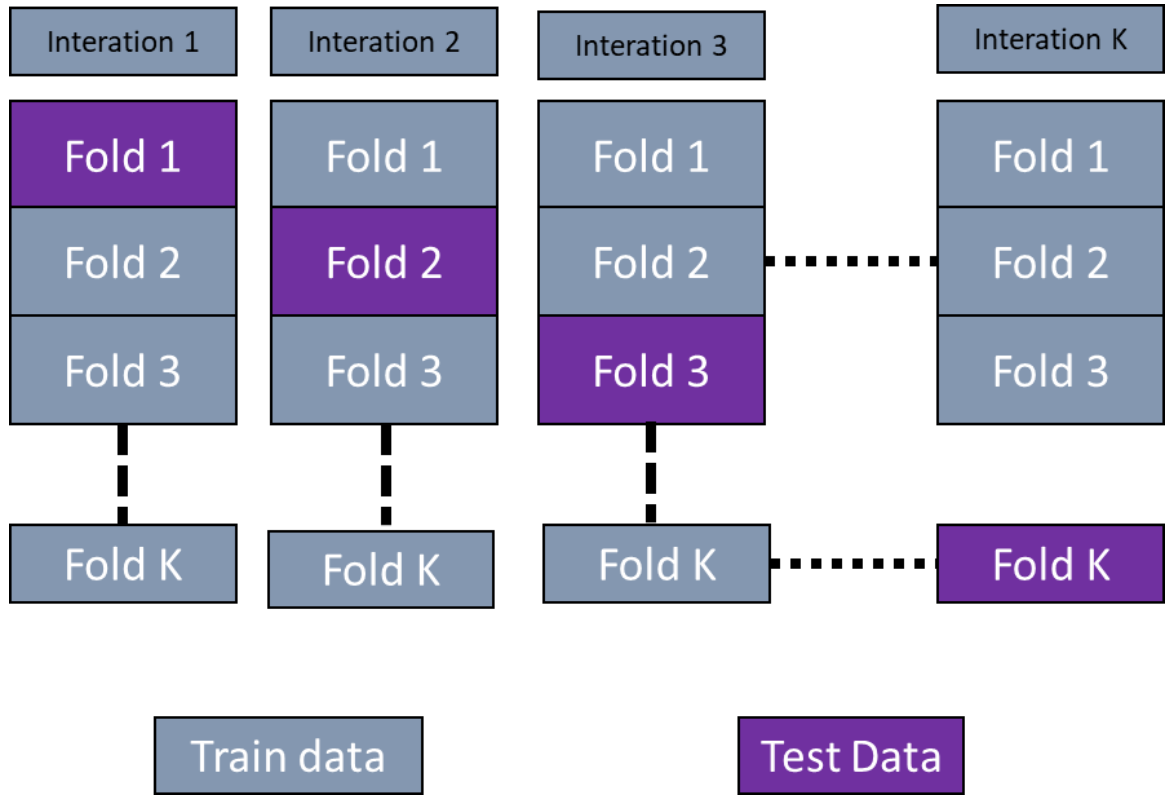 Interation 1
Interation 2
Interation 3
Interation K
Fold 1
Fold 1
Fold 1
Fold 1
Fold 2
Fold 2
Fold 2
Fold 2
Fold 3
Fold 3
Fold 3
Fold 3
Fold K
Fold K
Fold K
Fold K
Train data
Test Data